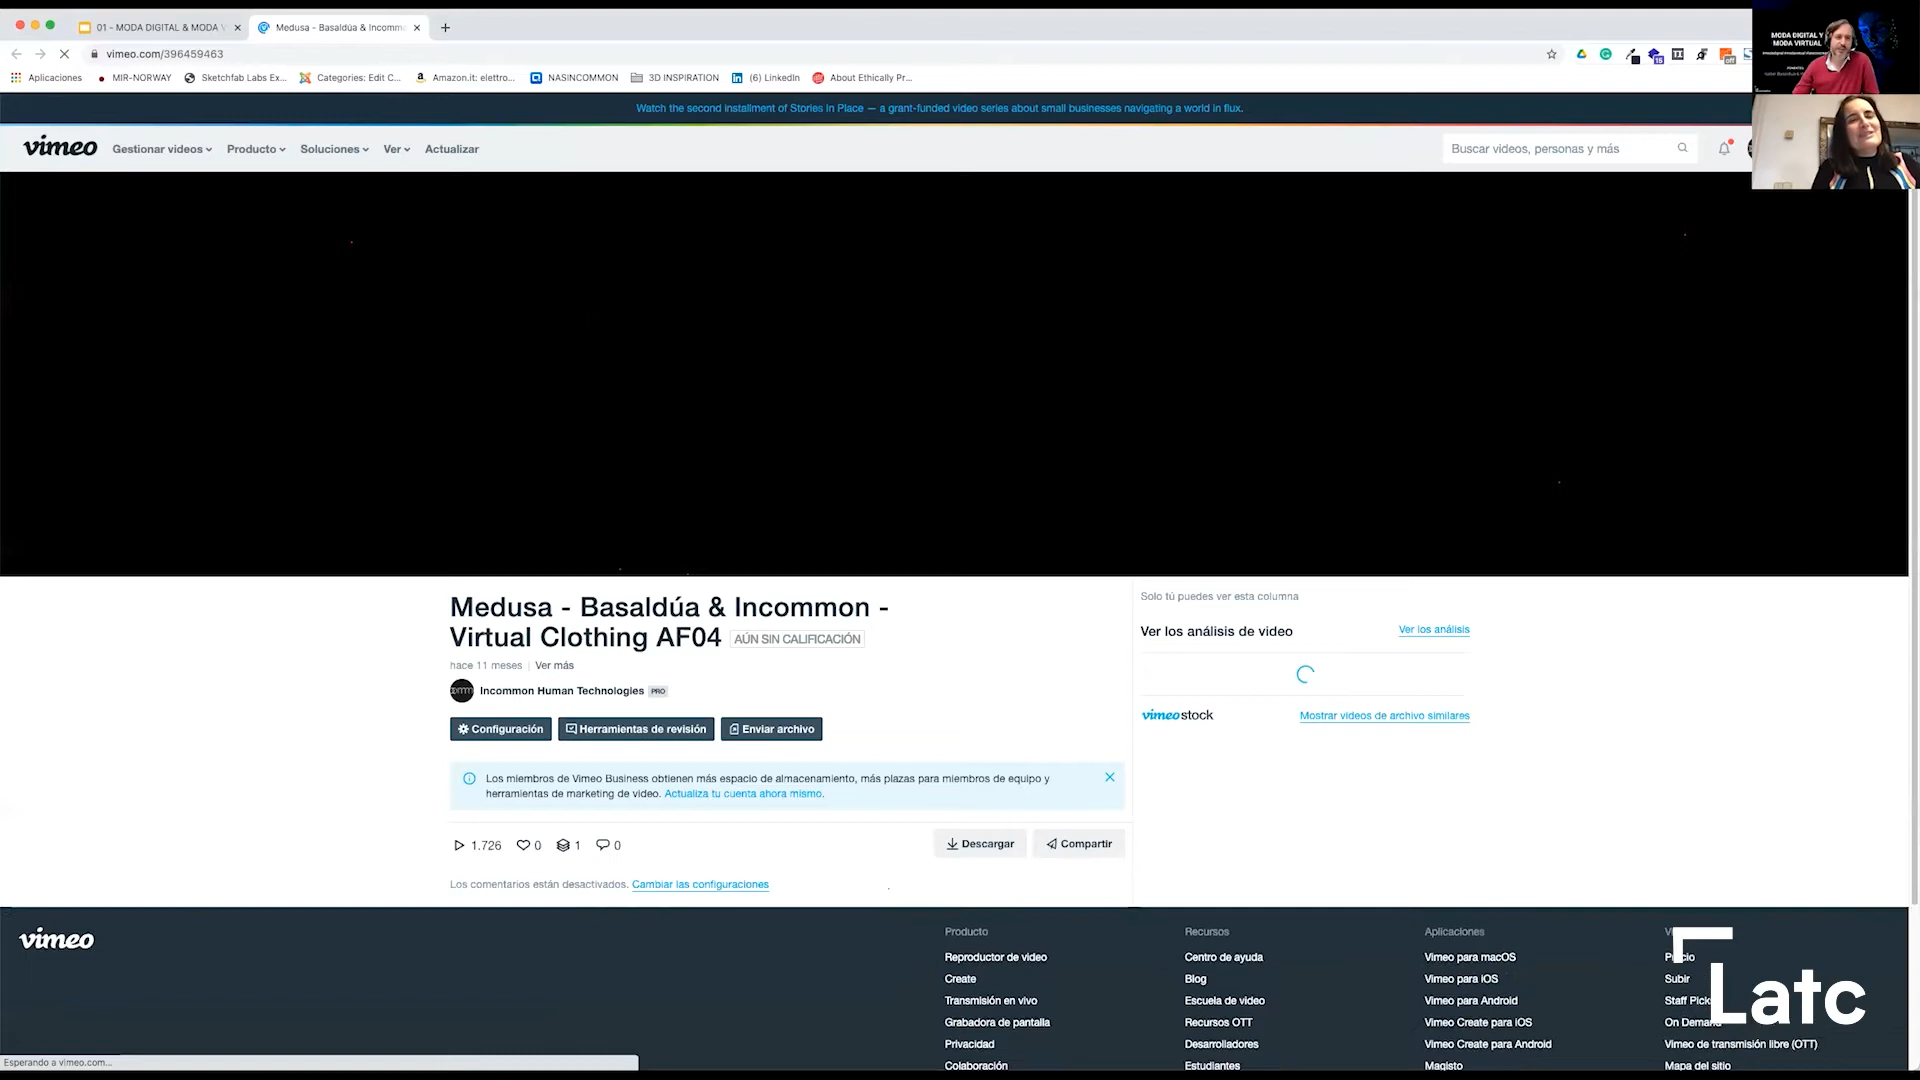 01 - MODA DIGITAL & MODA V
Medusa - Basaldúa & Incommo
vimeo.com/396459463
Aplicaciones
MIR-NORWAY
Sketchfab Labs Ex...
Categories: Edit C...
Amazon.it: elettro...
NASINCOMMON
3D INSPIRATION
(6) LinkedIn
About Ethically Pr...
MODA DIGITAL Y
MODA VIRTUAL
Watch the second installment of Stories In Place — a grant-funded video series about small businesses navigating a world in flux.
vimeo
Gestionar videos
Producto
Soluciones
Ver
Actualizar
Buscar videos, personas y más
Medusa - Basaldúa & Incommon -
Virtual Clothing AF04 AÚN SIN CALIFICACIÓN
hace 11 meses | Ver más
Incommon Human Technologies PRO
Configuración
Herramientas de revisión
Enviar archivo
Los miembros de Vimeo Business obtienen más espacio de almacenamiento, más plazas para miembros de equipo y
herramientas de marketing de video. Actualiza tu cuenta ahora mismo.
1.726 0 1 0
Descargar
Compartir
Los comentarios están desactivados. Cambiar las configuraciones
Solo tú puedes ver esta columna
Ver los análisis de video
Ver los análisis
vimeo stock
Mostrar videos de archivo similares
vimeo
Producto
Reproductor de video
Create
Transmisión en vivo
Grabadora de pantalla
Privacidad
Colaboración
Recursos
Centro de ayuda
Blog
Escuela de video
Recursos OTT
Desarrolladores
Estudiantes
Aplicaciones
Vimeo para macOS
Vimeo para iOS
Vimeo para Android
Vimeo Create para iOS
Vimeo Create para Android
Magisto
Subir
Staff Pick
On Demand
Vimeo de transmisión libre (OTT)
Mapa del sitio
Latc
Esperando a vimeo.com...